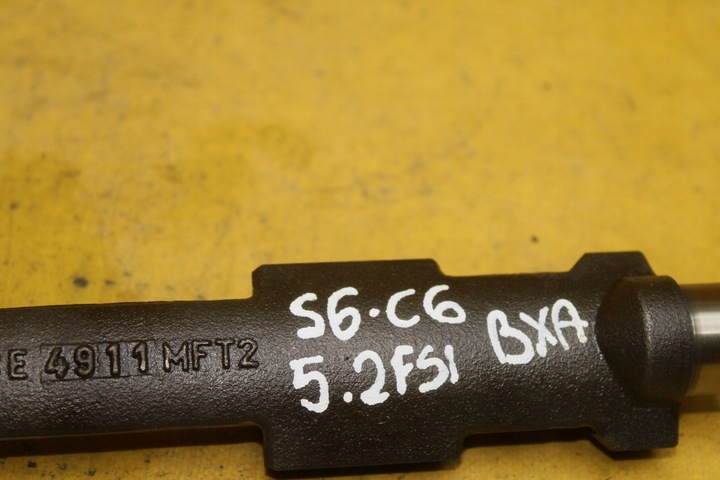 E 4911 MFT2
S6·C6
5.2FSI BXA